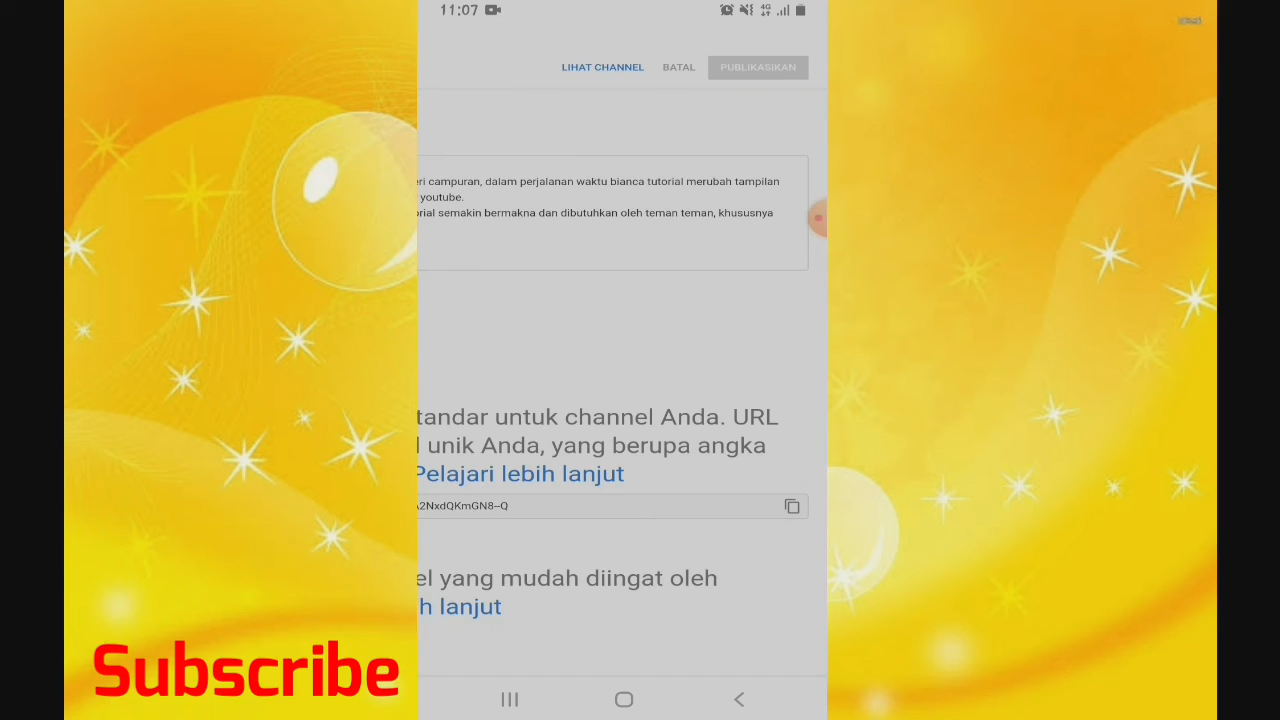 11:07
4G
LIHAT CHANNEL BATAL PUBLIKASIKAN
campuran, dalam perjalanan waktu bianca tutorial merubah tampilan
youtube.
semakin bermakna dan dibutuhkan oleh teman teman, khususnya
tandar untuk channel Anda. URL
unik Anda, yang berupa angka
Pelajari lebih lanjut
2NxdQKmGN8--Q
el yang mudah diingat oleh
h lanjut
Subscribe